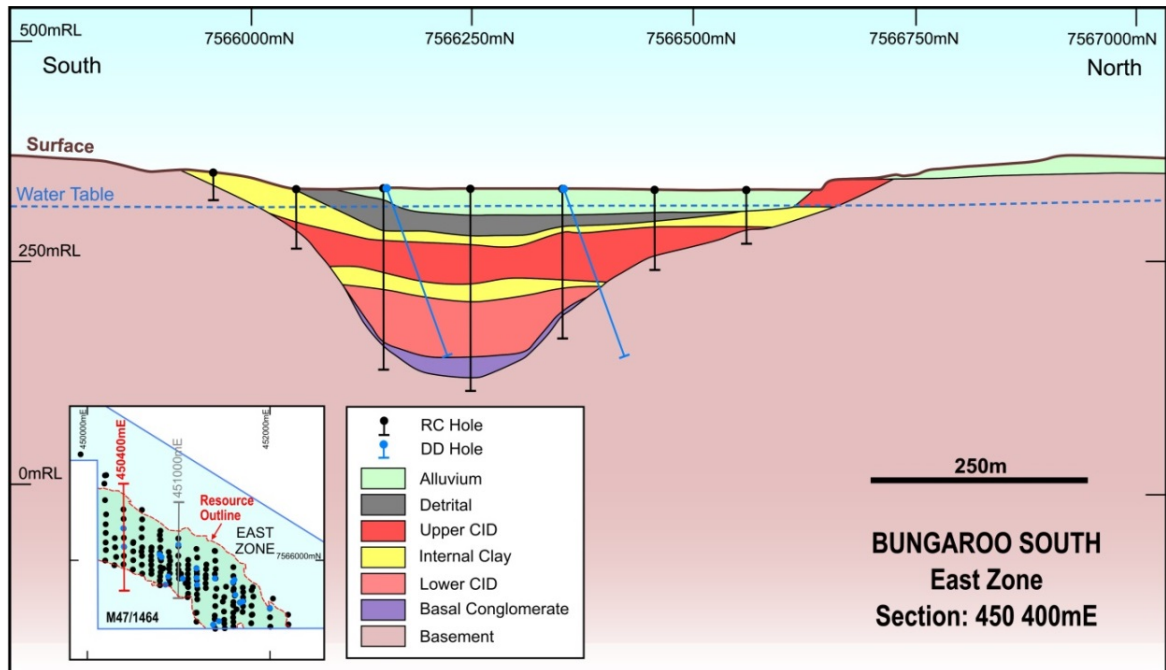 500mRL
7566000mN
7566250mN
7566500mN
7566750mN
7567000mN
South
North
Surface
Water Table
250mRL
0mRL
450000mE
450400mE
451000mE
452000mE
Resource
Outline
EAST
ZONE
7566000mN
M47/1464
RC Hole
DD Hole
Alluvium
Detrital
Upper CID
Internal Clay
Lower CID
Basal Conglomerate
Basement
250m
BUNGAROO SOUTH
East Zone
Section: 450 400mE